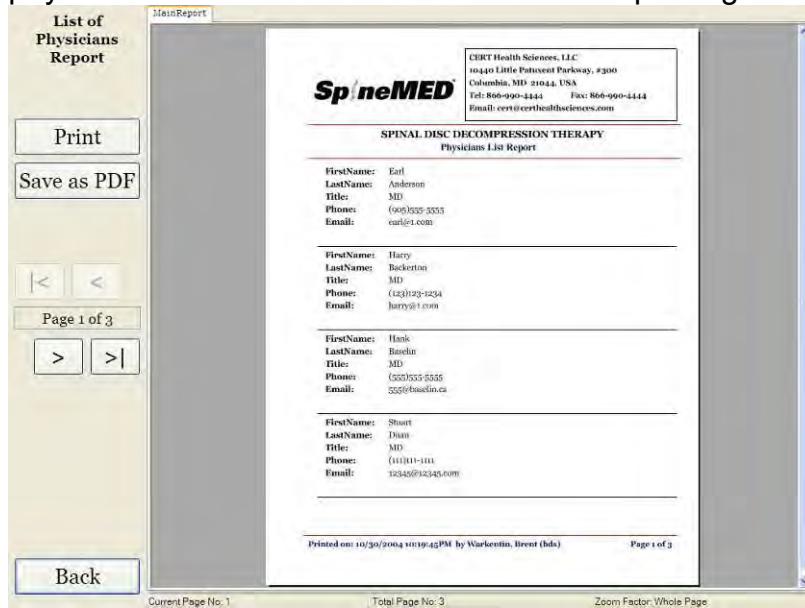 List of
Physicians
Report
Print
Save as PDF
|<
<
Page 1 of 3
>
>|
Back
MainReport
SpineMED
CERT Health Sciences, LLC
10440 Little Patuxent Parkway, #300
Columbia, MD 21044, USA
Tel: 866-990-4444 Fax: 866-990-4444
Email: cert@certhealthsciences.com
SPINAL DISC DECOMPRESSION THERAPY
Physicians List Report
FirstName: Earl
LastName: Anderson
Title: MD
Phone: (905)555-5555
Email: earl@1.com
FirstName: Harry
LastName: Backerton
Title: MD
Phone: (123)123-1234
Email: harry@1.com
FirstName: Hank
LastName: Baselin
Title: MD
Phone: (555)555-5555
Email: 555@baselin.ca
FirstName: Stuart
LastName:
Title: MD
Phone: (111)111-1111
Email: 12345@12345.com
Printed on: 10/30/2004 10:19:45PM by Warkentin, Brent (hds) Page 1 of 3
Current Page No: 1 Total Page No: 3 Zoom Factor: Whole Page